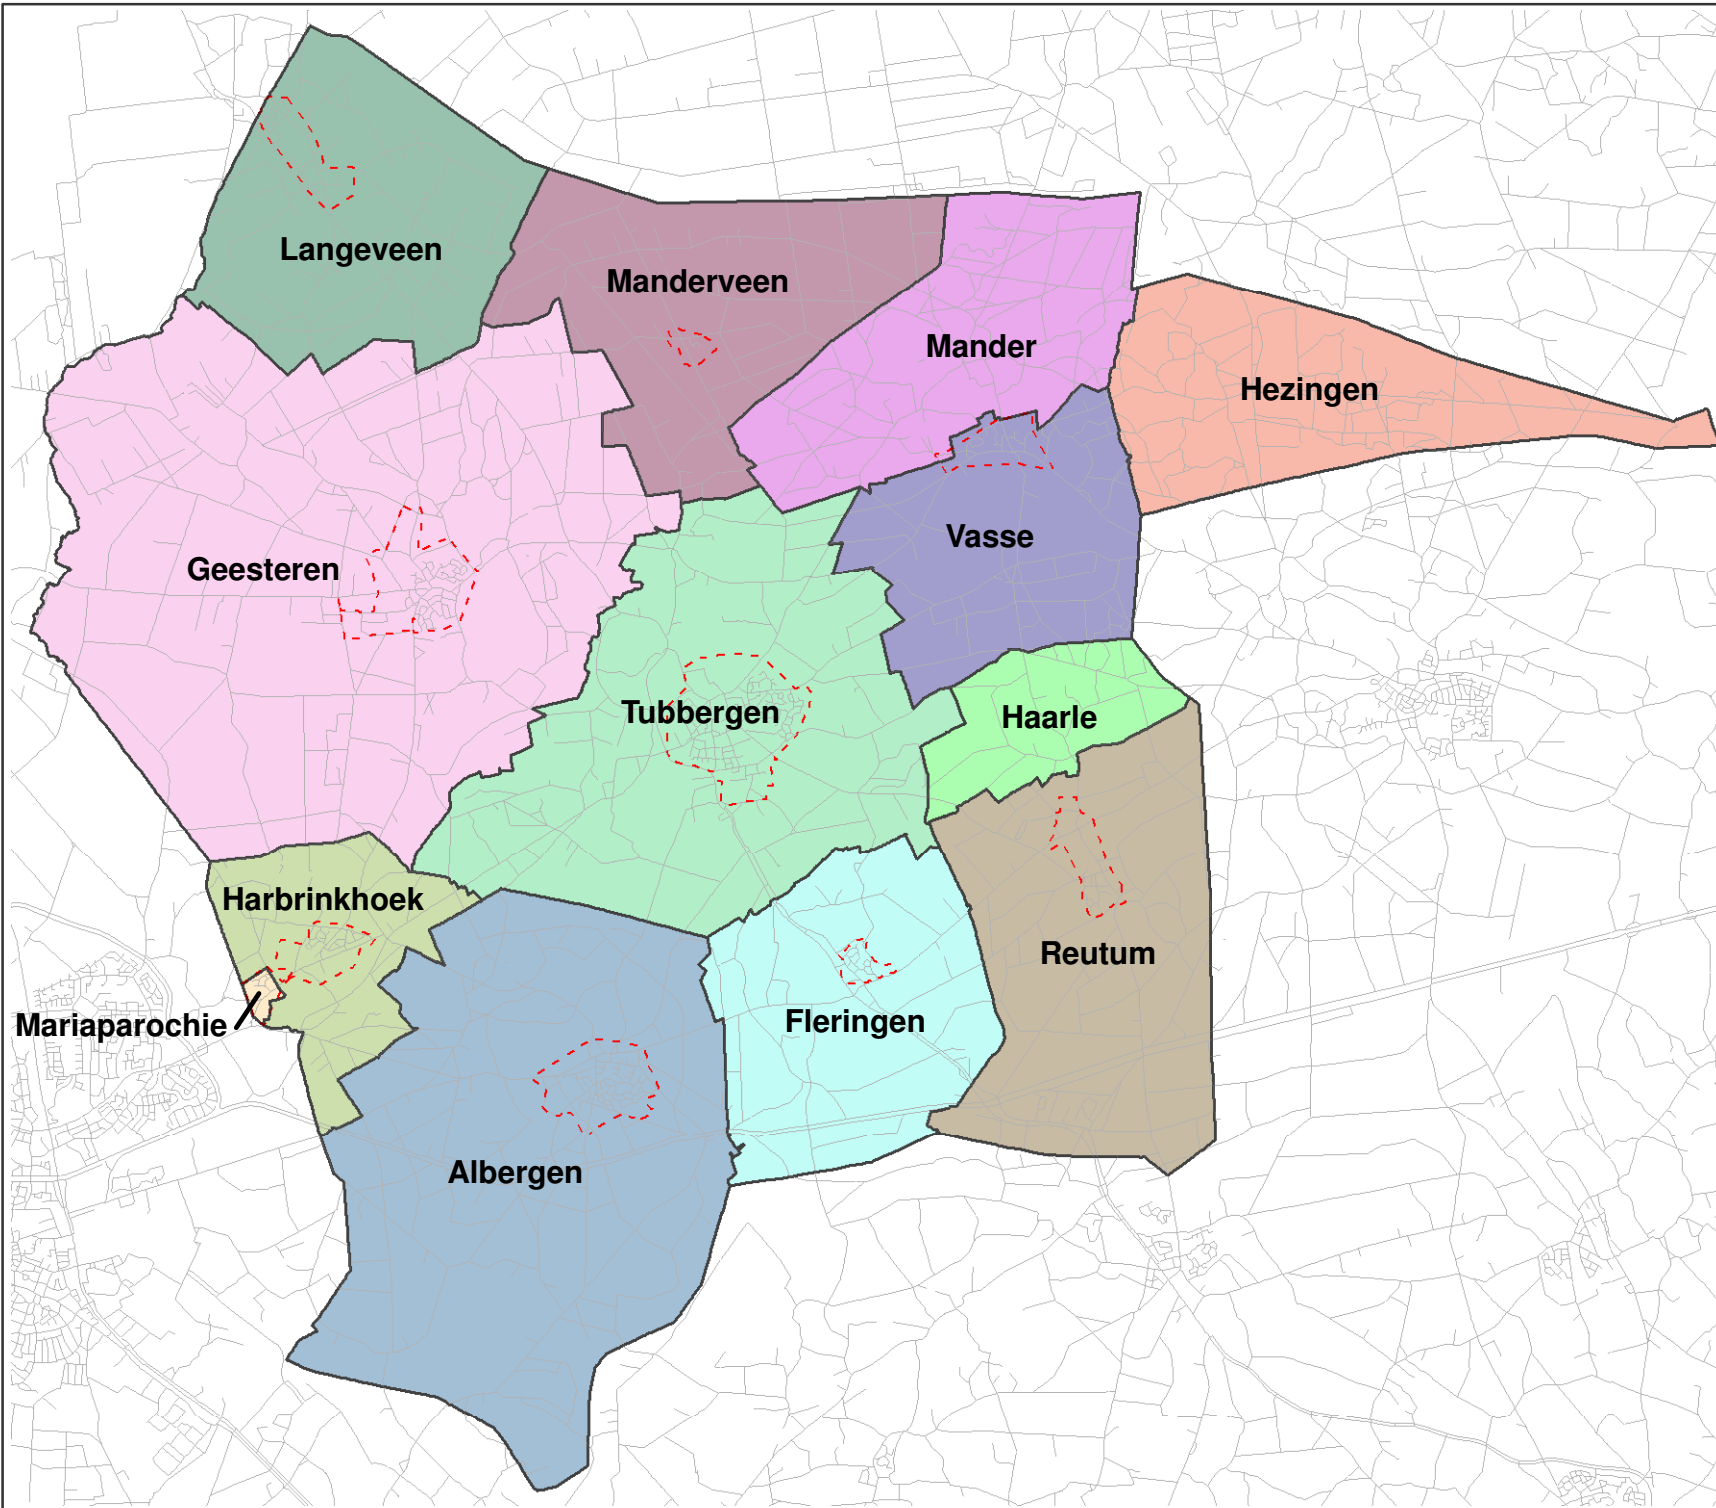 Langeveen
Manderveen
Mander
Hezingen
Vasse
Geesteren
Tubbergen
Haarle
Harbrinkhoek
Reutum
Fleringen
Mariaparochie
Albergen